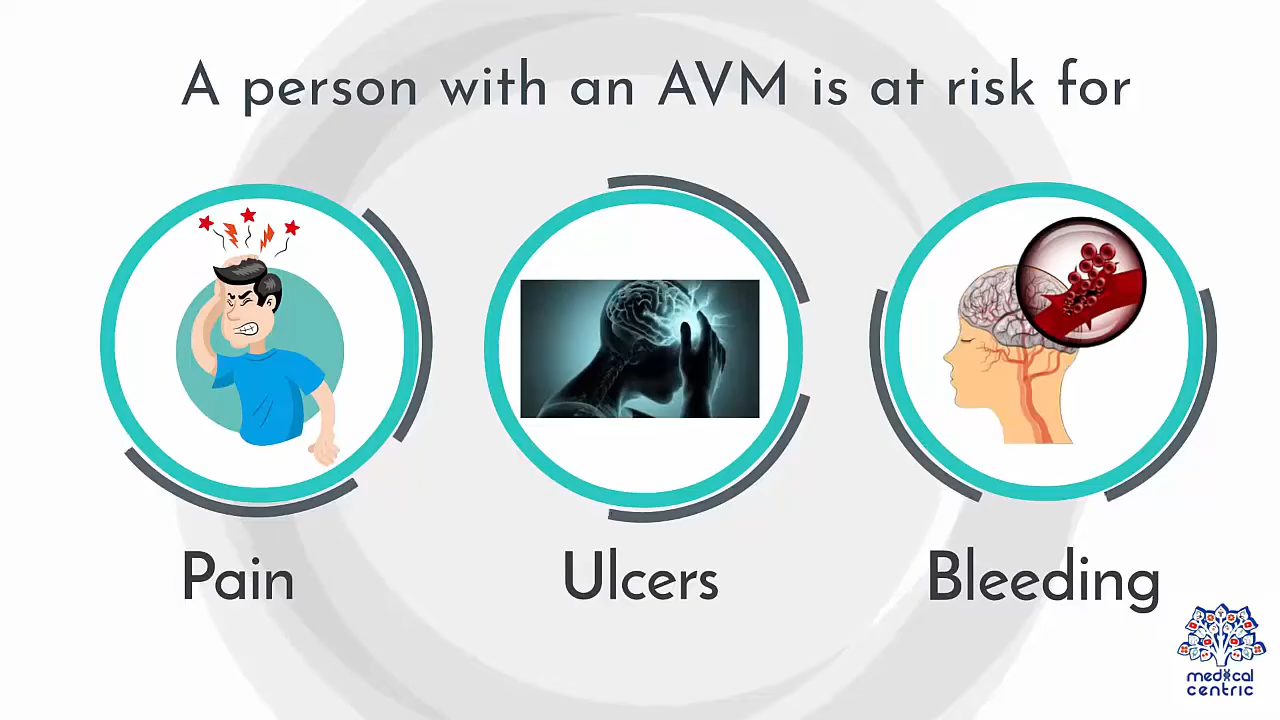 A person with an AVM is at risk for
Pain
Ulcers
Bleeding
medical
centric